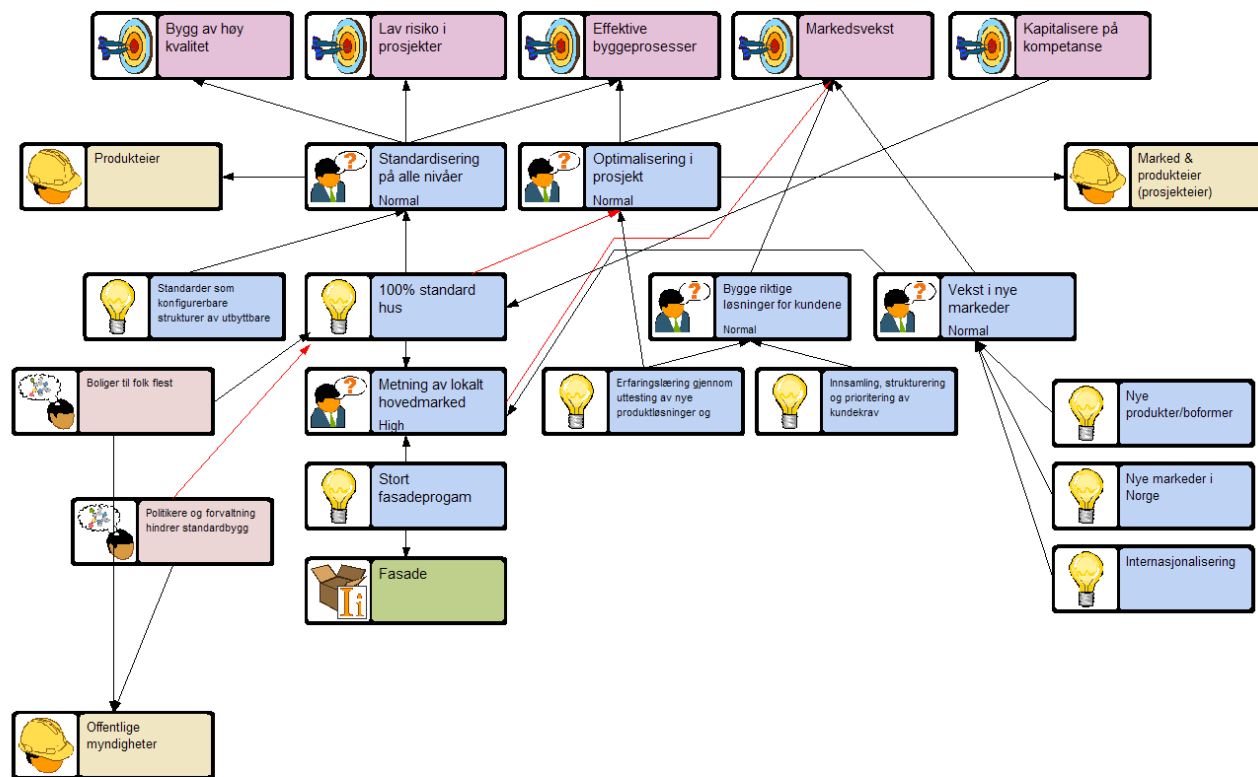 Bygg av høy
kvalitet
Lav risiko i
prosjekter
Effektive
byggeprosesser
Markedsvekst
Kapitalisere på
kompetanse
Produkteier
Standardisering
på alle nivåer
Normal
?
Optimalisering i
prosjekt
Normal
?
Marked &
produkteier
(prosjekteier)
Standarder som
konfigurerbare
strukturer av utbyttbare
100% standard
hus
Bygge riktige
løsninger for kundene
Normal
?
Vekst i nye
markeder
Normal
?
Boliger til folk flest
Metning av lokalt
hovedmarked
High
?
Erfaringslæring gjennom
uttesting av nye
produktløsninger og
Innsamling, strukturering
og prioritering av
kundekrav
Nye
produkter/boformer
Stort
fasadeprogam
Nye markeder i
Norge
Politikere og forvaltning
hindrer standardbygg
Fasade
Ii
Internasjonalisering
Offentlige
myndigheter